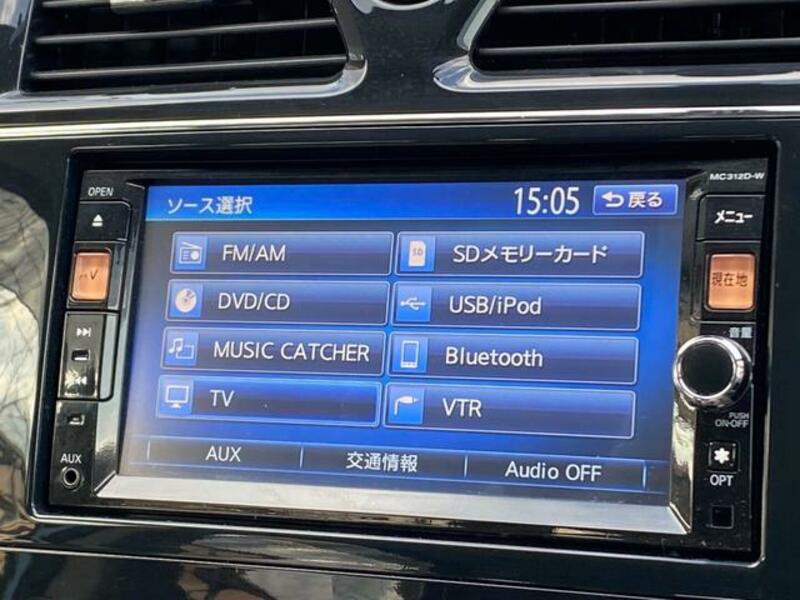 OPEN
MC312D-W
ソース選択 15:05 戻る
メニュー
AV
現在地
FM/AM SDメモリーカード
DVD/CD USB/iPod
MUSIC CATCHER Bluetooth
TV VTR
音量
PUSH
ON-OFF
AUX 交通情報 Audio OFF
AUX
OPT